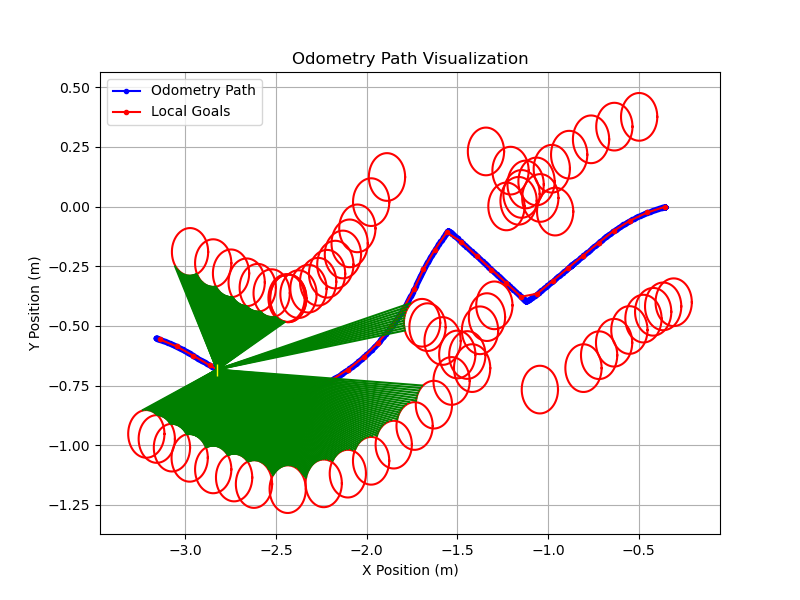 Odometry Path Visualization
Odometry Path
Local Goals
0.50
0.25
0.00
−0.25
−0.50
−0.75
−1.00
−1.25
Y Position (m)
−3.0 −2.5 −2.0 −1.5 −1.0 −0.5
X Position (m)